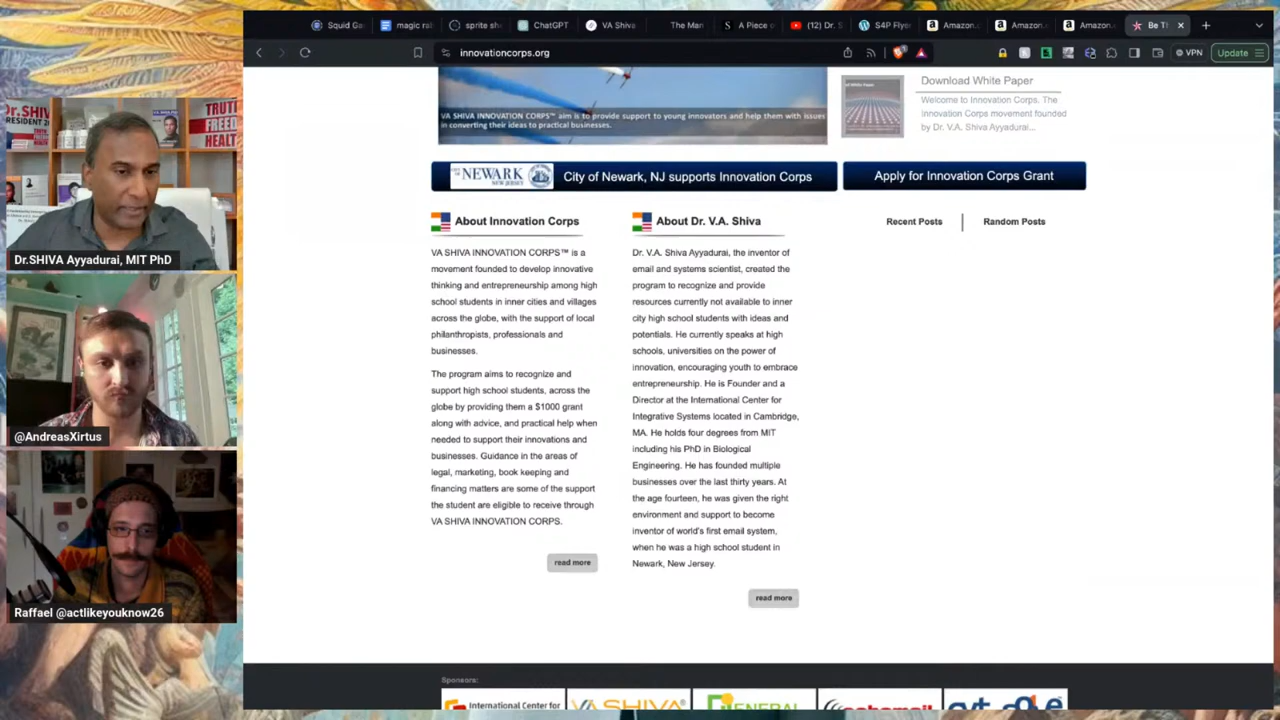 Squid Ga
magic ra
sprite sh
ChatGPT
VA Shiva
The Man
A Piece o
(12) Dr. S
S4P Flye
Amazon.
Amazon.
Amazon.
Be Th
innovationcorps.org
VPN
Update
VA SHIVA INNOVATION CORPS™ aim is to provide support to young innovators and help them with issues
in converting their ideas to practical businesses.
Download White Paper
Welcome to Innovation Corps. The
Innovation Corps movement founded
by Dr. V.A. Shiva Ayyadurai...
NEWARK
NEW JERSEY
City of Newark, NJ supports Innovation Corps
Apply for Innovation Corps Grant
About Innovation Corps
VA SHIVA INNOVATION CORPS™ is a
movement founded to develop innovative
thinking and entrepreneurship among high
school students in inner cities and villages
across the globe, with the support of local
philanthropists, professionals and
businesses.
The program aims to recognize and
support high school students, across the
globe by providing them a $1000 grant
along with advice, and practical help when
needed to support their innovations and
businesses. Guidance in the areas of
legal, marketing, book keeping and
financing matters are some of the support
the student are eligible to receive through
VA SHIVA INNOVATION CORPS.
read more
About Dr. V.A. Shiva
Dr. V.A. Shiva Ayyadurai, the inventor of
email and systems scientist, created the
program to recognize and provide
resources currently not available to inner
city high school students with ideas and
potentials. He currently speaks at high
schools, universities on the power of
innovation, encouraging youth to embrace
entrepreneurship. He is Founder and a
Director at the International Center for
Integrative Systems located in Cambridge,
MA. He holds four degrees from MIT
including his PhD in Biological
Engineering. He has founded multiple
businesses over the last thirty years. At
the age fourteen, he was given the right
environment and support to become
inventor of world's first email system,
when he was a high school student in
Newark, New Jersey.
read more
Recent Posts
Random Posts
Sponsors:
International Center for
VA SHIVA
Dr.SHIVA
TRUTH
FREED
HEALT
Dr.SHIVA Ayyadurai, MIT PhD
@AndreasXirtus
Raffael @actlikeyouknow26